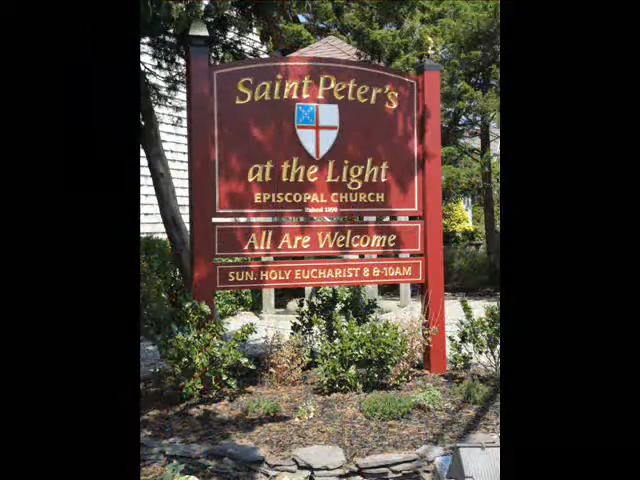 Saint Peter's
at the Light
EPISCOPAL CHURCH
All Are Welcome
SUN. HOLY EUCHARIST 8 & 10AM